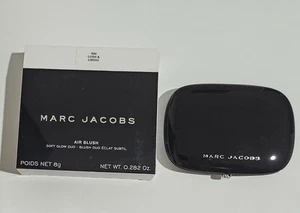 MARC JACOBS
AIR BLUSH
SOFT GLOW DUO · BLUSH DUO ÉCLAT SUBTIL
POIDS NET 8g
NET WT. 0.282 Oz.
MARC JACOBS